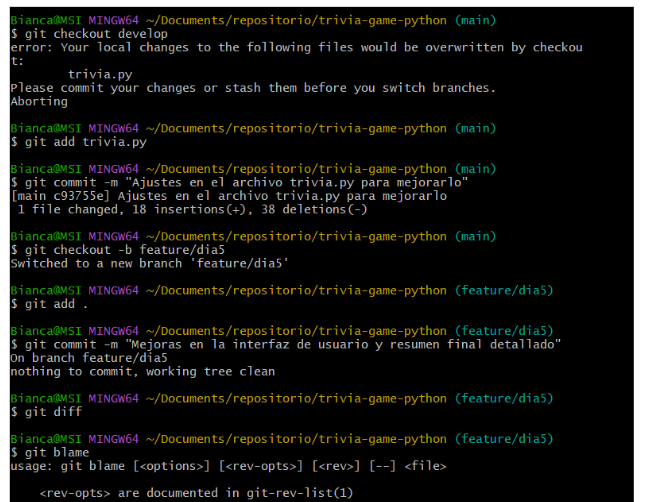 Bianca@MSI MINGW64 ~/Documents/repositorio/trivia-game-python (main)
$ git checkout develop
error: Your local changes to the following files would be overwritten by checkou
t:
        trivia.py
Please commit your changes or stash them before you switch branches.
Aborting
Bianca@MSI MINGW64 ~/Documents/repositorio/trivia-game-python (main)
$ git add trivia.py
Bianca@MSI MINGW64 ~/Documents/repositorio/trivia-game-python (main)
$ git commit -m "Ajustes en el archivo trivia.py para mejorarlo"
[main c93755e] Ajustes en el archivo trivia.py para mejorarlo
 1 file changed, 18 insertions(+), 38 deletions(-)
Bianca@MSI MINGW64 ~/Documents/repositorio/trivia-game-python (main)
$ git checkout -b feature/dia5
Switched to a new branch 'feature/dia5'
Bianca@MSI MINGW64 ~/Documents/repositorio/trivia-game-python (feature/dia5)
$ git add .
Bianca@MSI MINGW64 ~/Documents/repositorio/trivia-game-python (feature/dia5)
$ git commit -m "Mejoras en la interfaz de usuario y resumen final detallado"
On branch feature/dia5
nothing to commit, working tree clean
Bianca@MSI MINGW64 ~/Documents/repositorio/trivia-game-python (feature/dia5)
$ git diff
Bianca@MSI MINGW64 ~/Documents/repositorio/trivia-game-python (feature/dia5)
$ git blame
usage: git blame [<options>] [<rev-opts>] [<rev>] [--] <file>
    <rev-opts> are documented in git-rev-list(1)